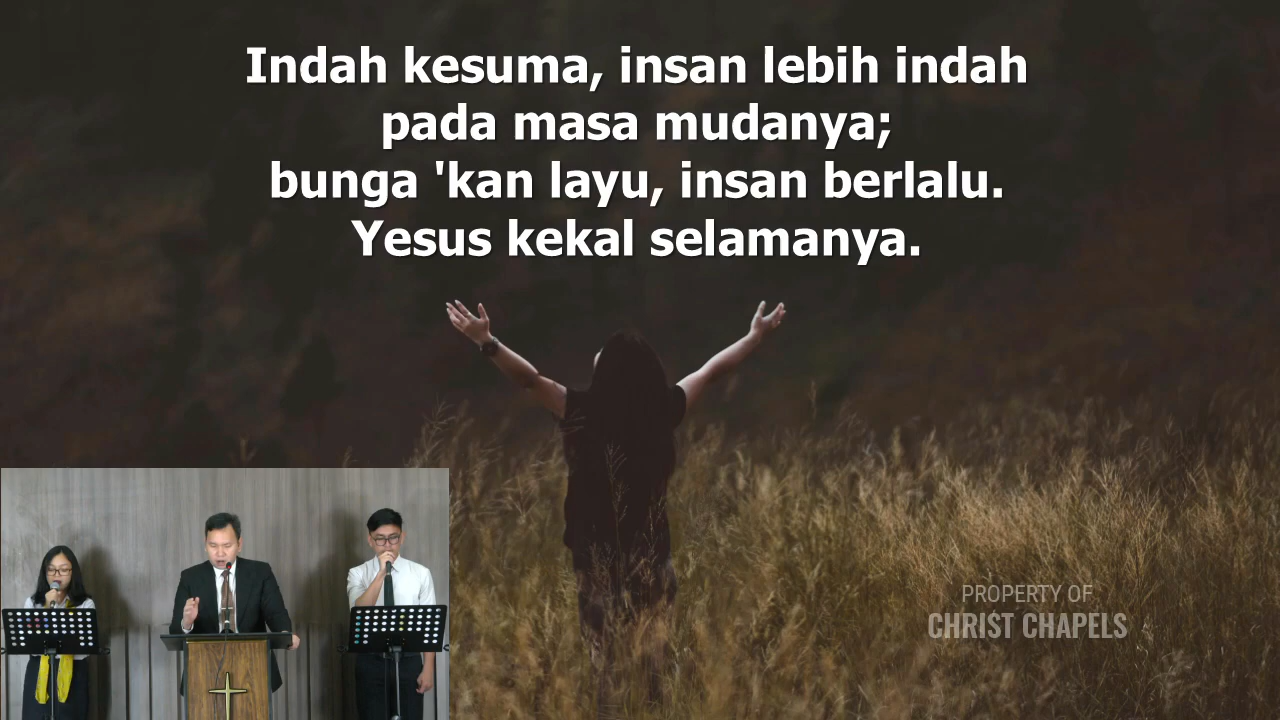 Indah kesuma, insan lebih indah
pada masa mudanya;
bunga 'kan layu, insan berlalu.
Yesus kekal selamanya.
PROPERTY OF
CHRIST CHAPELS